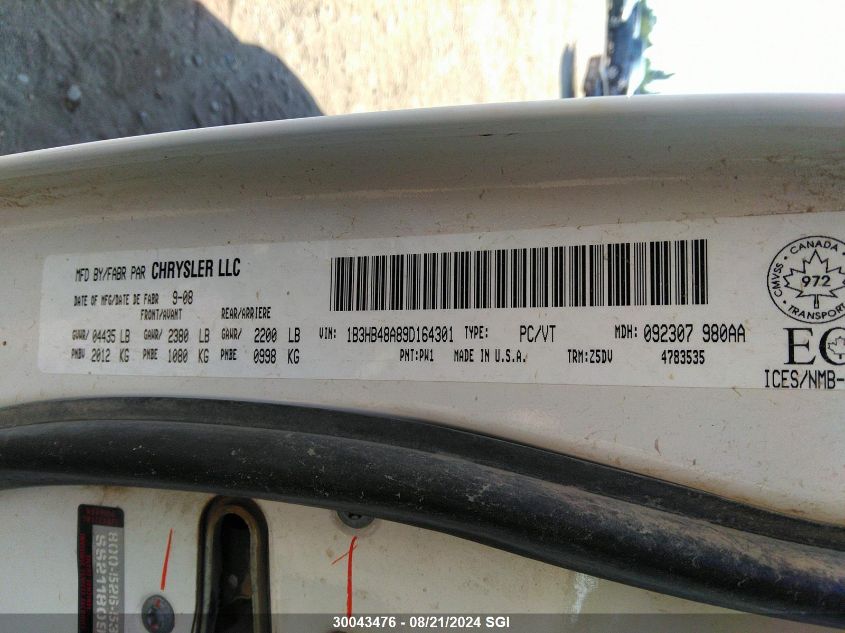 MFD BY/FABR PAR CHRYSLER LLC
DATE OF MFG/DATE DE FABR 9-08
FRONT/AVANT REAR/ARRIERE
GVWR/ 04435 LB GAWR/ 2380 LB GAWR/ 2200 LB
PNBV 2012 KG PNBE 1080 KG PNBE 0998 KG
VIN: 1B3HB48A89D164301 TYPE: PC/VT MDH: 092307 980AA
PNT:PW1 MADE IN U.S.A. TRM:Z5DV 4783535
CMVSS · CANADA ·
972
TRANSPORT
EC
ICES/NMB-
30043476 - 08/21/2024 SGI